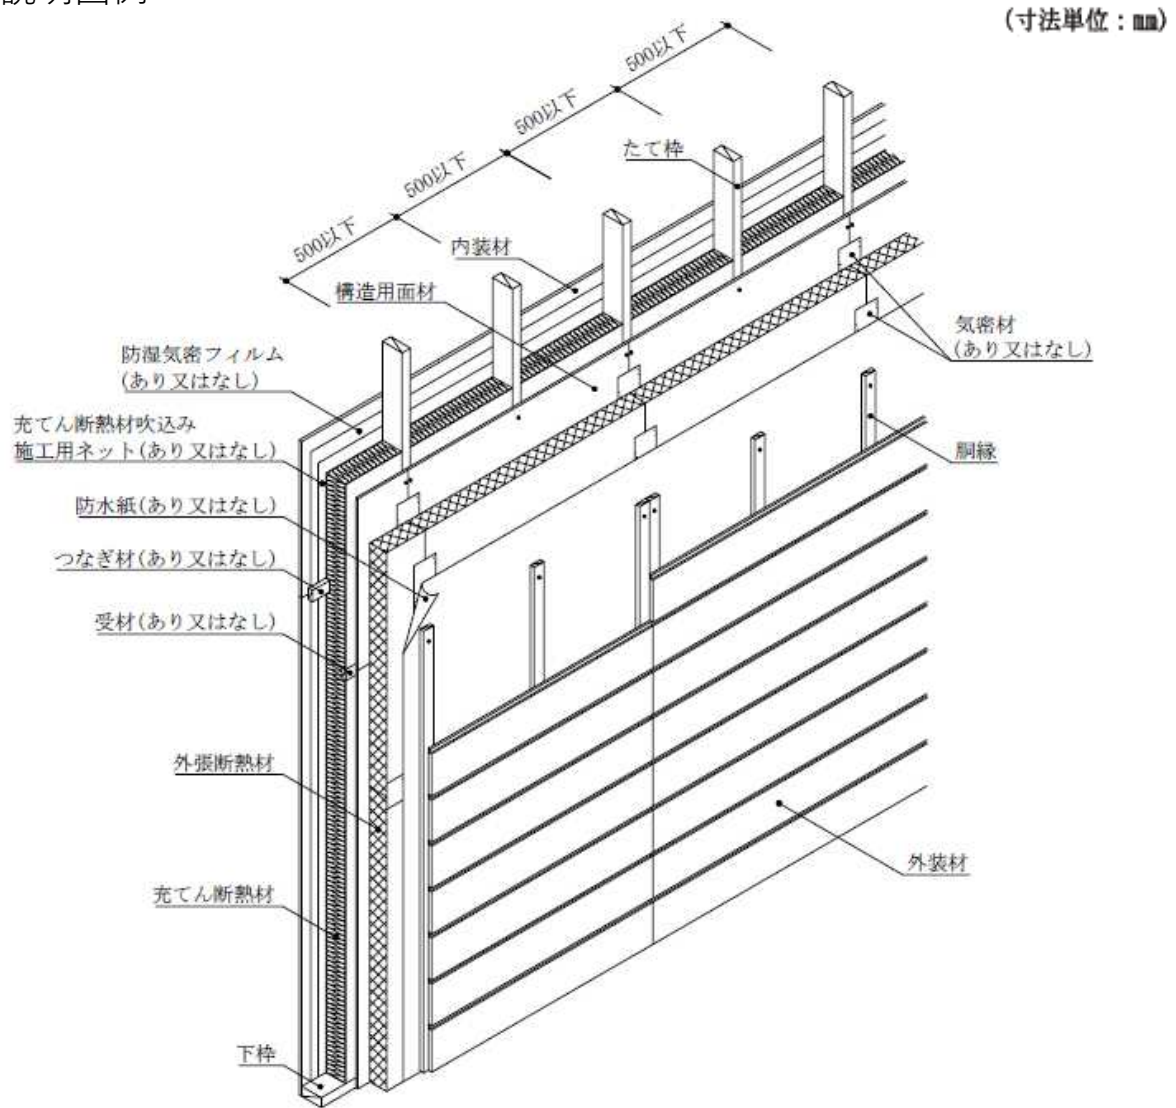 説明図例
(寸法単位：㎜)
500以下
500以下
500以下
500以下
たて枠
内装材
構造用面材
防湿気密フィルム
(あり又はなし)
気密材
(あり又はなし)
充てん断熱材吹込み
施工用ネット(あり又はなし)
胴縁
防水紙(あり又はなし)
つなぎ材(あり又はなし)
受材(あり又はなし)
外張断熱材
外装材
充てん断熱材
下枠